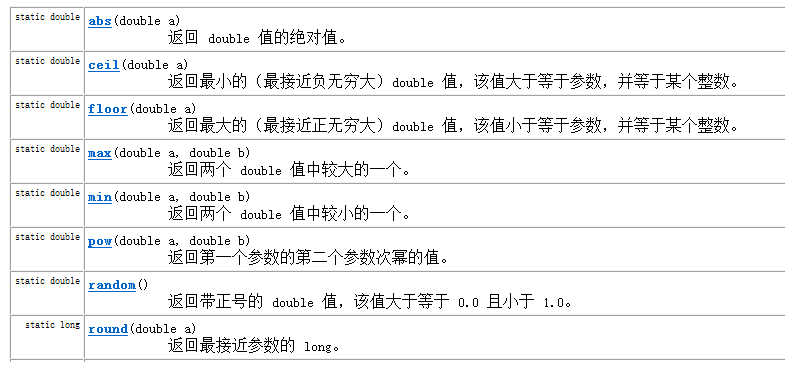 static double abs(double a)
返回 double 值的绝对值。
static double ceil(double a)
返回最小的（最接近负无穷大）double 值，该值大于等于参数，并等于某个整数。
static double floor(double a)
返回最大的（最接近正无穷大）double 值，该值小于等于参数，并等于某个整数。
static double max(double a, double b)
返回两个 double 值中较大的一个。
static double min(double a, double b)
返回两个 double 值中较小的一个。
static double pow(double a, double b)
返回第一个参数的第二个参数次幂的值。
static double random()
返回带正号的 double 值，该值大于等于 0.0 且小于 1.0。
static long round(double a)
返回最接近参数的 long。